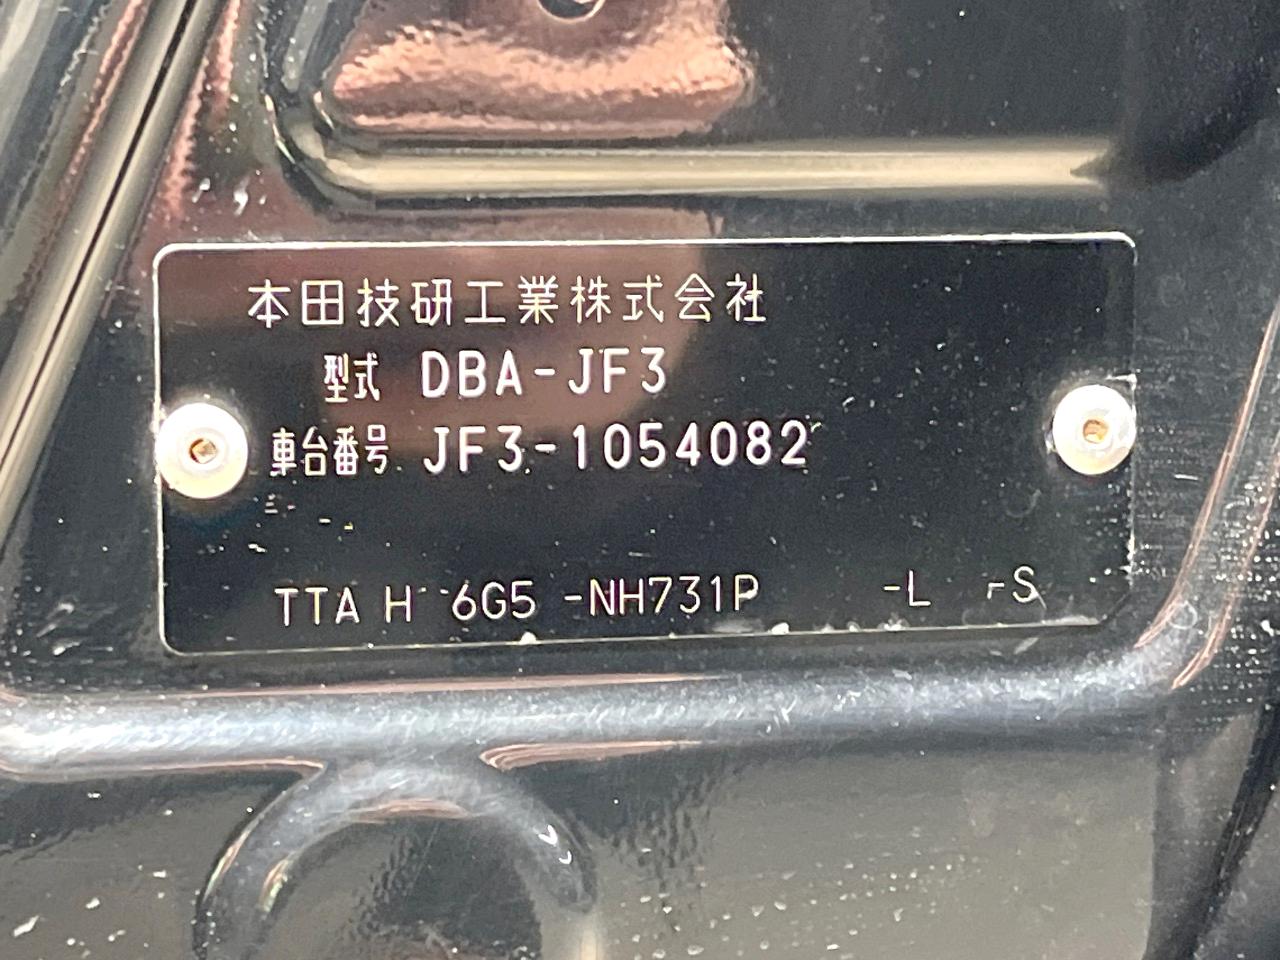 本田技研工業株式会社
型式 DBA-JF3
車台番号 JF3-1054082
TTA H -6G5 -NH731P -L -S